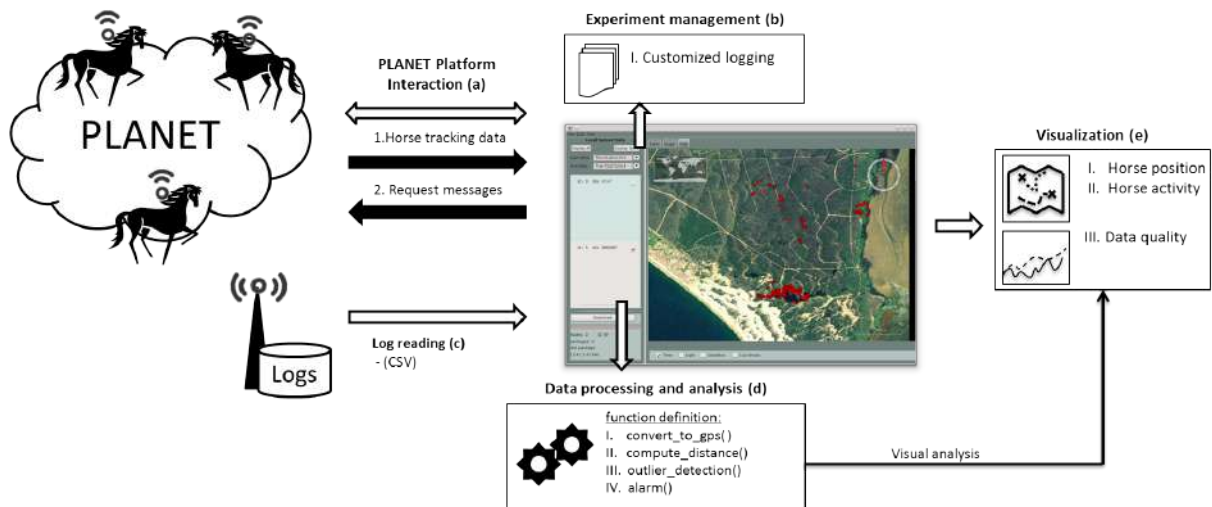 Experiment management (b)
I. Customized logging
PLANET Platform
Interaction (a)
PLANET
1.Horse tracking data
2. Request messages
Visualization (e)
I. Horse position
II. Horse activity
III. Data quality
Log reading (c)
- (CSV)
Logs
Data processing and analysis (d)
function definition:
I. convert_to_gps()
II. compute_distance()
III. outlier_detection()
IV. alarm()
Visual analysis